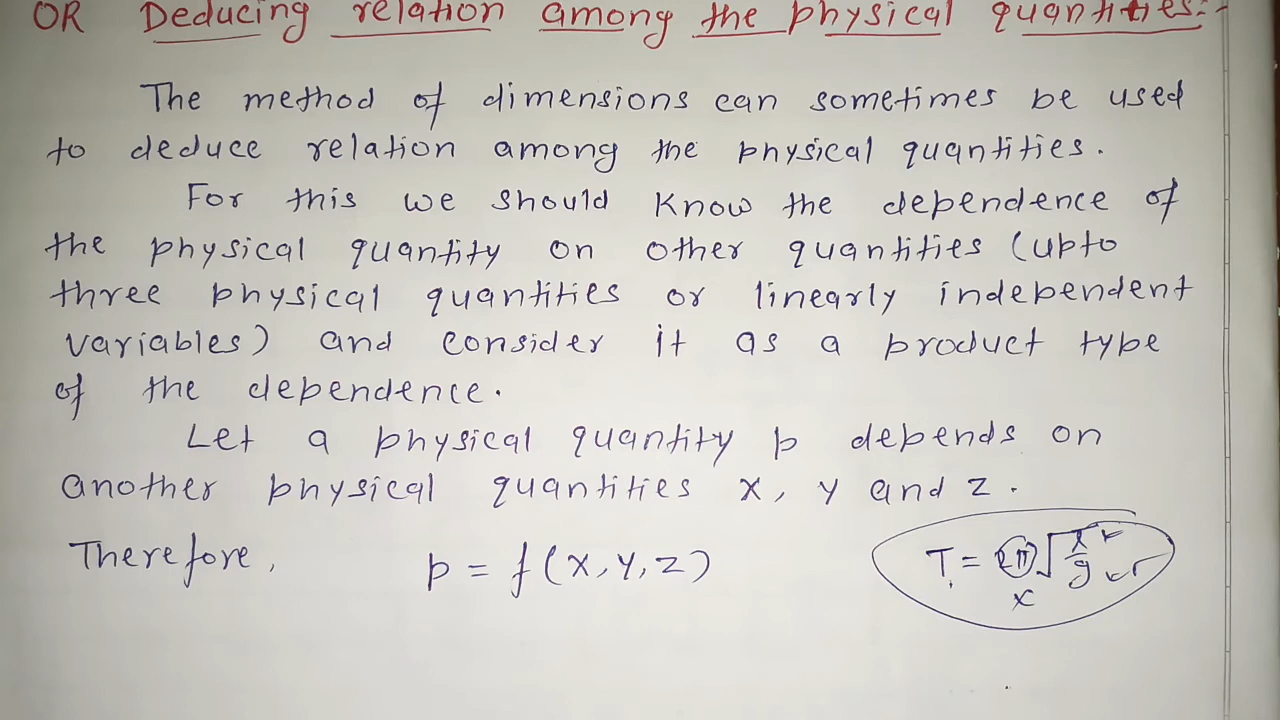 OR Deducing relation among the physical quantities:-
The method of dimensions can sometimes be used
to deduce relation among the physical quantities.
For this we should know the dependence of
the physical quantity on other quantities (upto
three physical quantities or linearly independent
variables) and consider it as a product type
of the dependence.
Let a physical quantity p depends on
another physical quantities x, y and z.
Therefore, p = f(x,y,z)
T = 2π√(l/g)
x